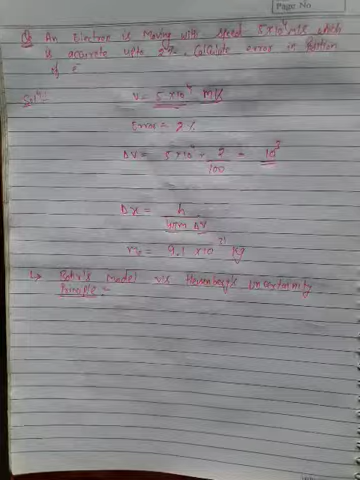 Page No
Q An Electron is Moving with speed 5×10⁴ m/s which
is accurate upto 2%. Calculate error in Position
of e⁻
Solⁿ:-
V = 5×10⁴ m/s
Error = 2%
ΔV = 5×10⁴ × 2/100 = 10³
Δx = h/4πm ΔV
me = 9.1 × 10⁻³¹ kg
↳ Bohr's model vs Heisenberg's Uncertainity
Principle :-